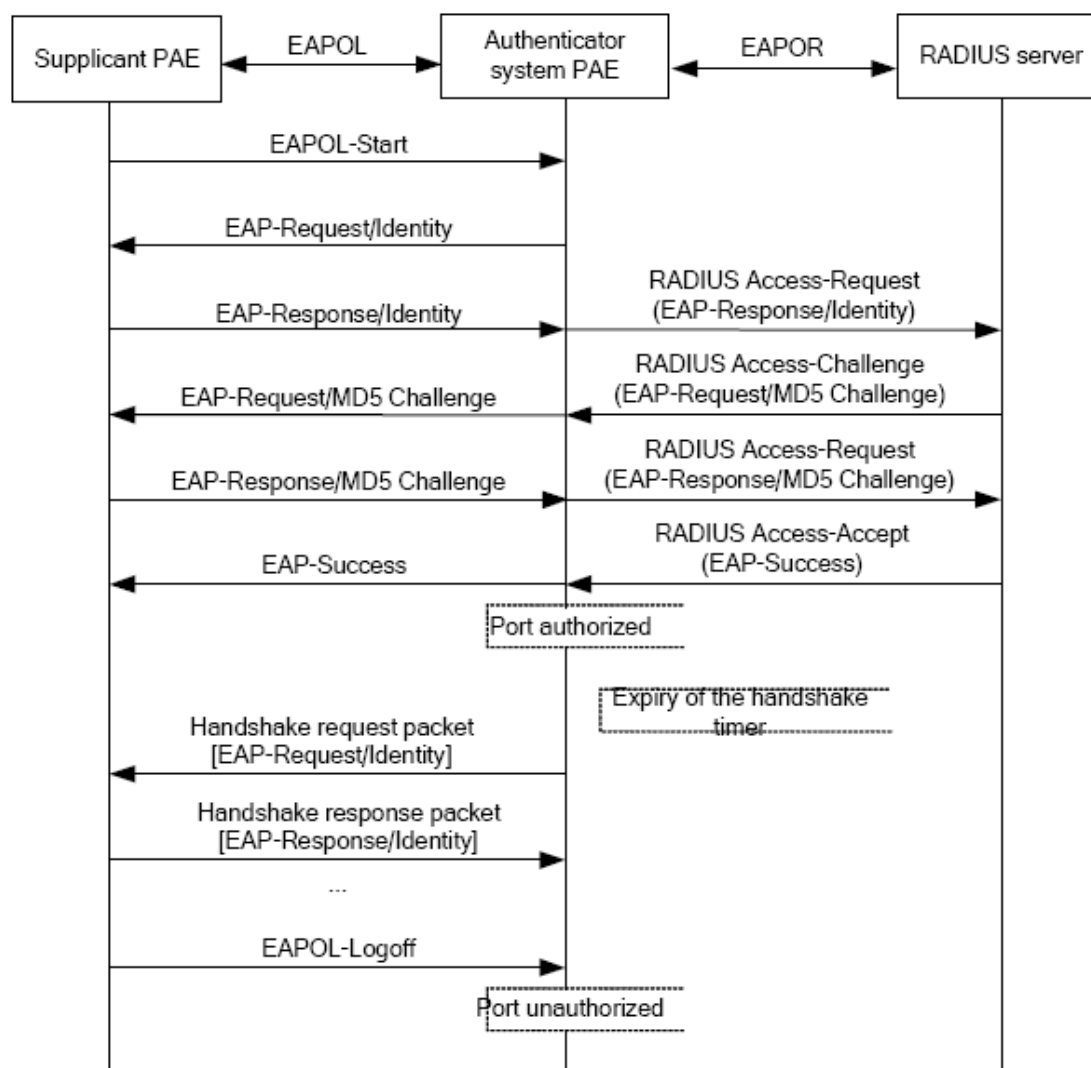 Supplicant PAE
EAPOL
Authenticator
system PAE
EAPOR
RADIUS server
EAPOL-Start
EAP-Request/Identity
EAP-Response/Identity
RADIUS Access-Request
(EAP-Response/Identity)
EAP-Request/MD5 Challenge
RADIUS Access-Challenge
(EAP-Request/MD5 Challenge)
EAP-Response/MD5 Challenge
RADIUS Access-Request
(EAP-Response/MD5 Challenge)
EAP-Success
RADIUS Access-Accept
(EAP-Success)
Port authorized
Expiry of the handshake
timer
Handshake request packet
[EAP-Request/Identity]
Handshake response packet
[EAP-Response/Identity]
...
EAPOL-Logoff
Port unauthorized